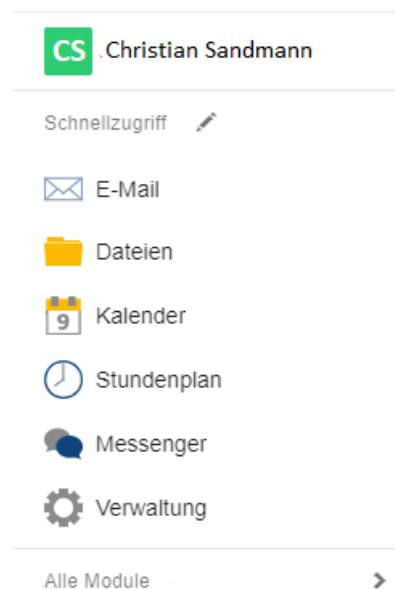 CS Christian Sandmann
Schnellzugriff
E-Mail
Dateien
9 Kalender
Stundenplan
Messenger
Verwaltung
Alle Module